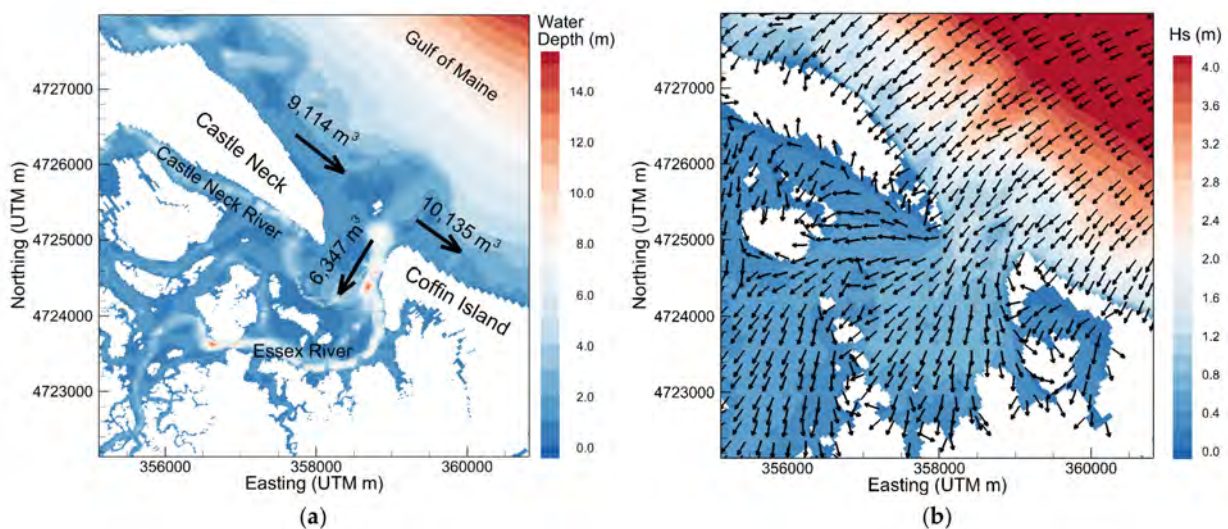 Water
Depth (m)
14.0
12.0
10.0
8.0
6.0
4.0
2.0
0.0
Gulf of Maine
9,114 m³
Castle Neck
Castle Neck River
10,135 m³
6,347 m³
Coffin Island
Essex River
Northing (UTM m)
4727000
4726000
4725000
4724000
4723000
356000
358000
360000
Easting (UTM m)
(a)
Hs (m)
4.0
3.6
3.2
2.8
2.4
2.0
1.6
1.2
0.8
0.4
0.0
Northing (UTM m)
4727000
4726000
4725000
4724000
4723000
356000
358000
360000
Easting (UTM m)
(b)